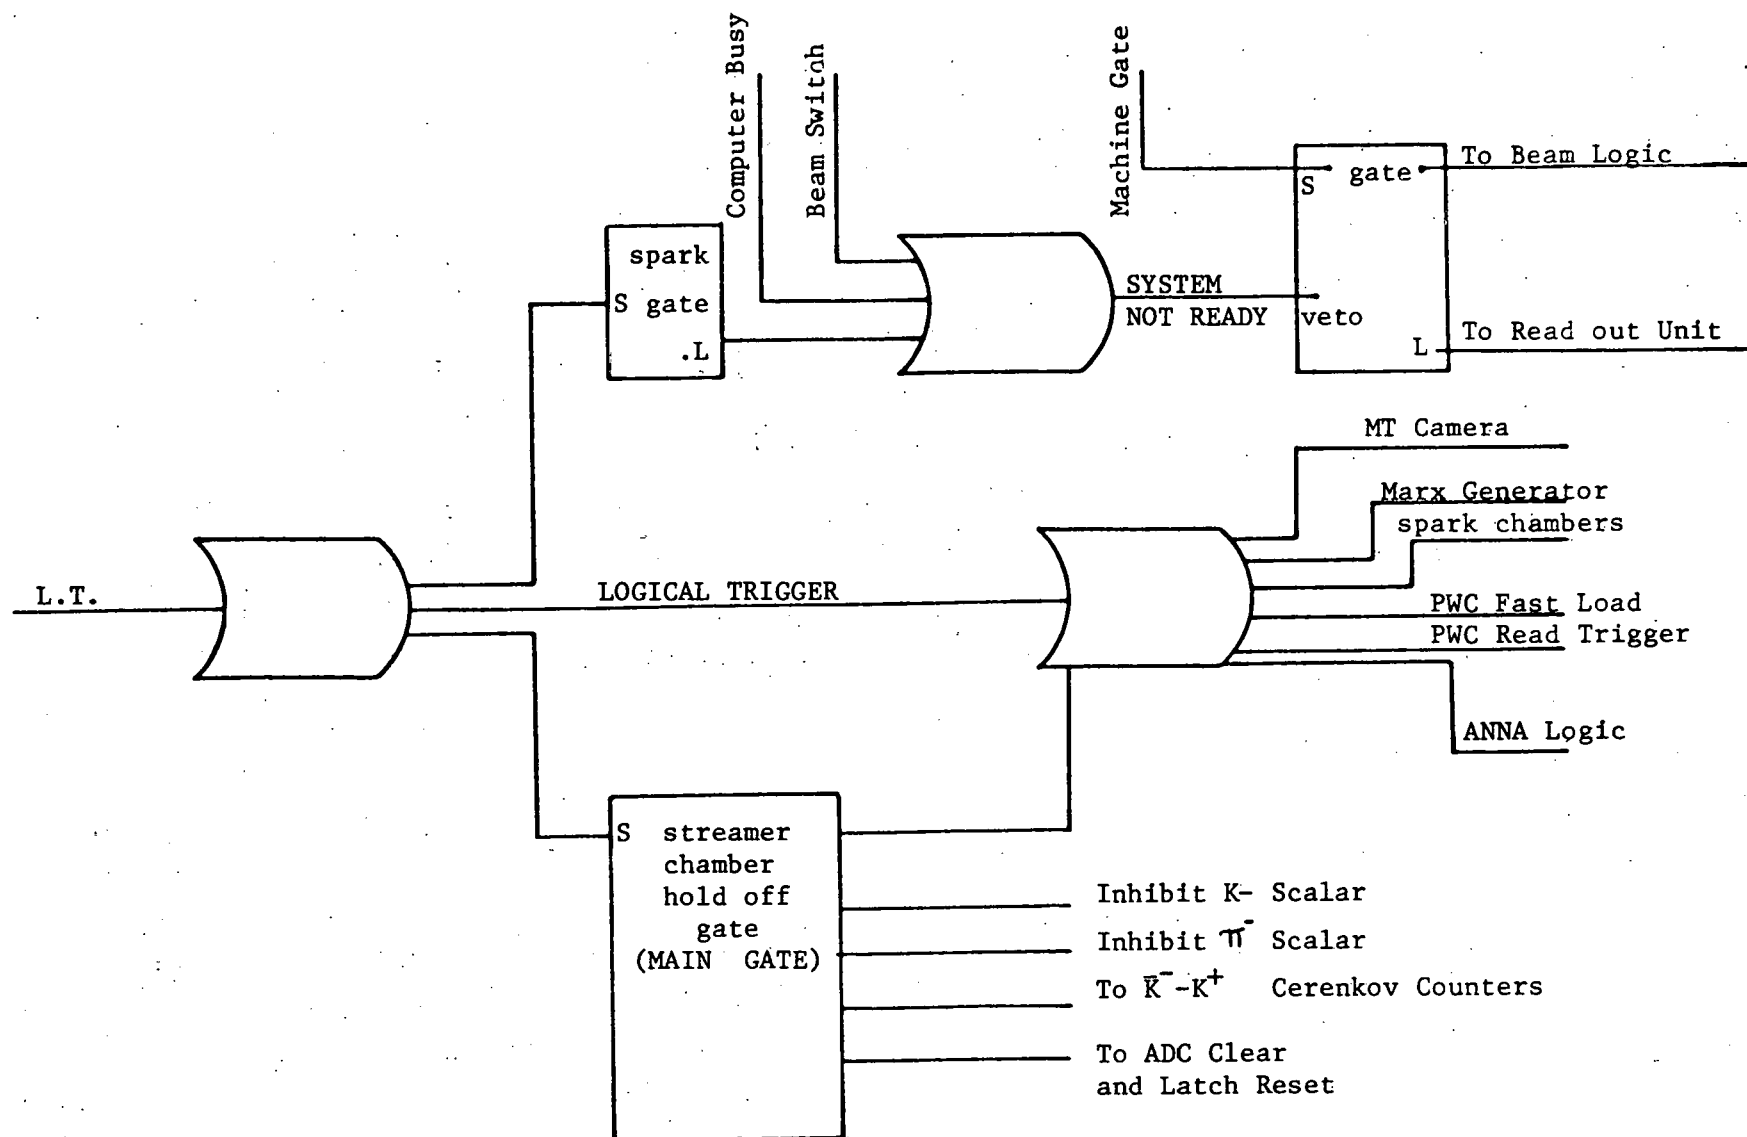 Computer Busy
Beam Switch
Machine Gate
spark
S gate
.L
SYSTEM
NOT READY
S gate
veto
L
To Beam Logic
To Read out Unit
MT Camera
Marx Generator
spark chambers
L.T.
LOGICAL TRIGGER
PWC Fast Load
PWC Read Trigger
ANNA Logic
S streamer
chamber
hold off
gate
(MAIN GATE)
Inhibit K- Scalar
Inhibit π⁻ Scalar
To K̄⁻-K⁺ Cerenkov Counters
To ADC Clear
and Latch Reset